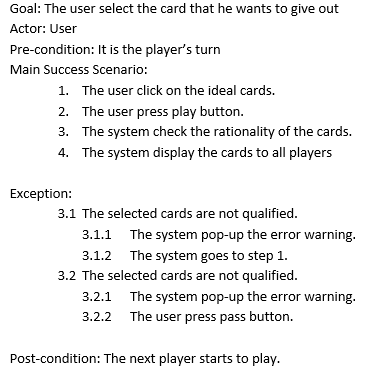 Goal: The user select the card that he wants to give out
Actor: User
Pre-condition: It is the player's turn
Main Success Scenario:
1. The user click on the ideal cards.
2. The user press play button.
3. The system check the rationality of the cards.
4. The system display the cards to all players
Exception:
3.1 The selected cards are not qualified.
3.1.1 The system pop-up the error warning.
3.1.2 The system goes to step 1.
3.2 The selected cards are not qualified.
3.2.1 The system pop-up the error warning.
3.2.2 The user press pass button.
Post-condition: The next player starts to play.